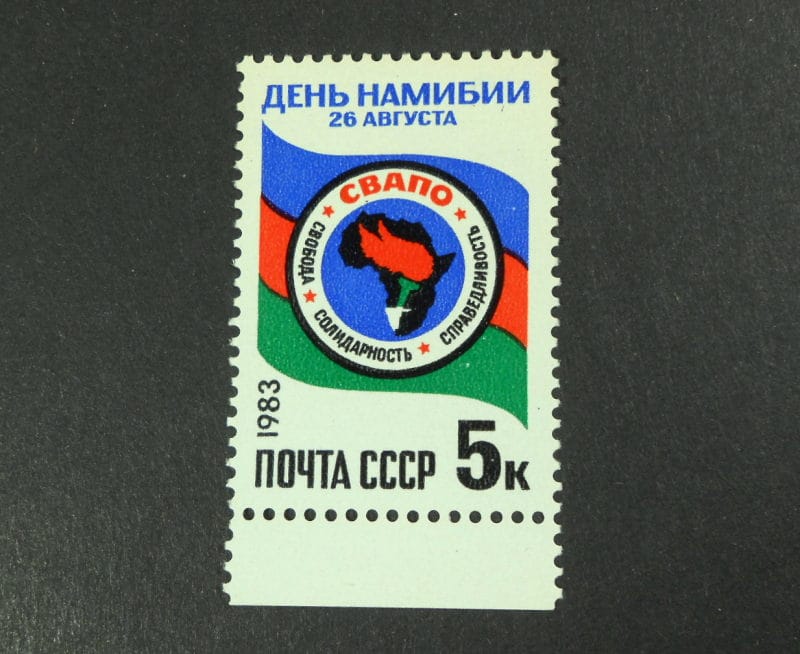 ДЕНЬ НАМИБИИ
26 АВГУСТА
СВАПО
СВОБОДА
СОЛИДАРНОСТЬ
СПРАВЕДЛИВОСТЬ
1983
ПОЧТА СССР 5К